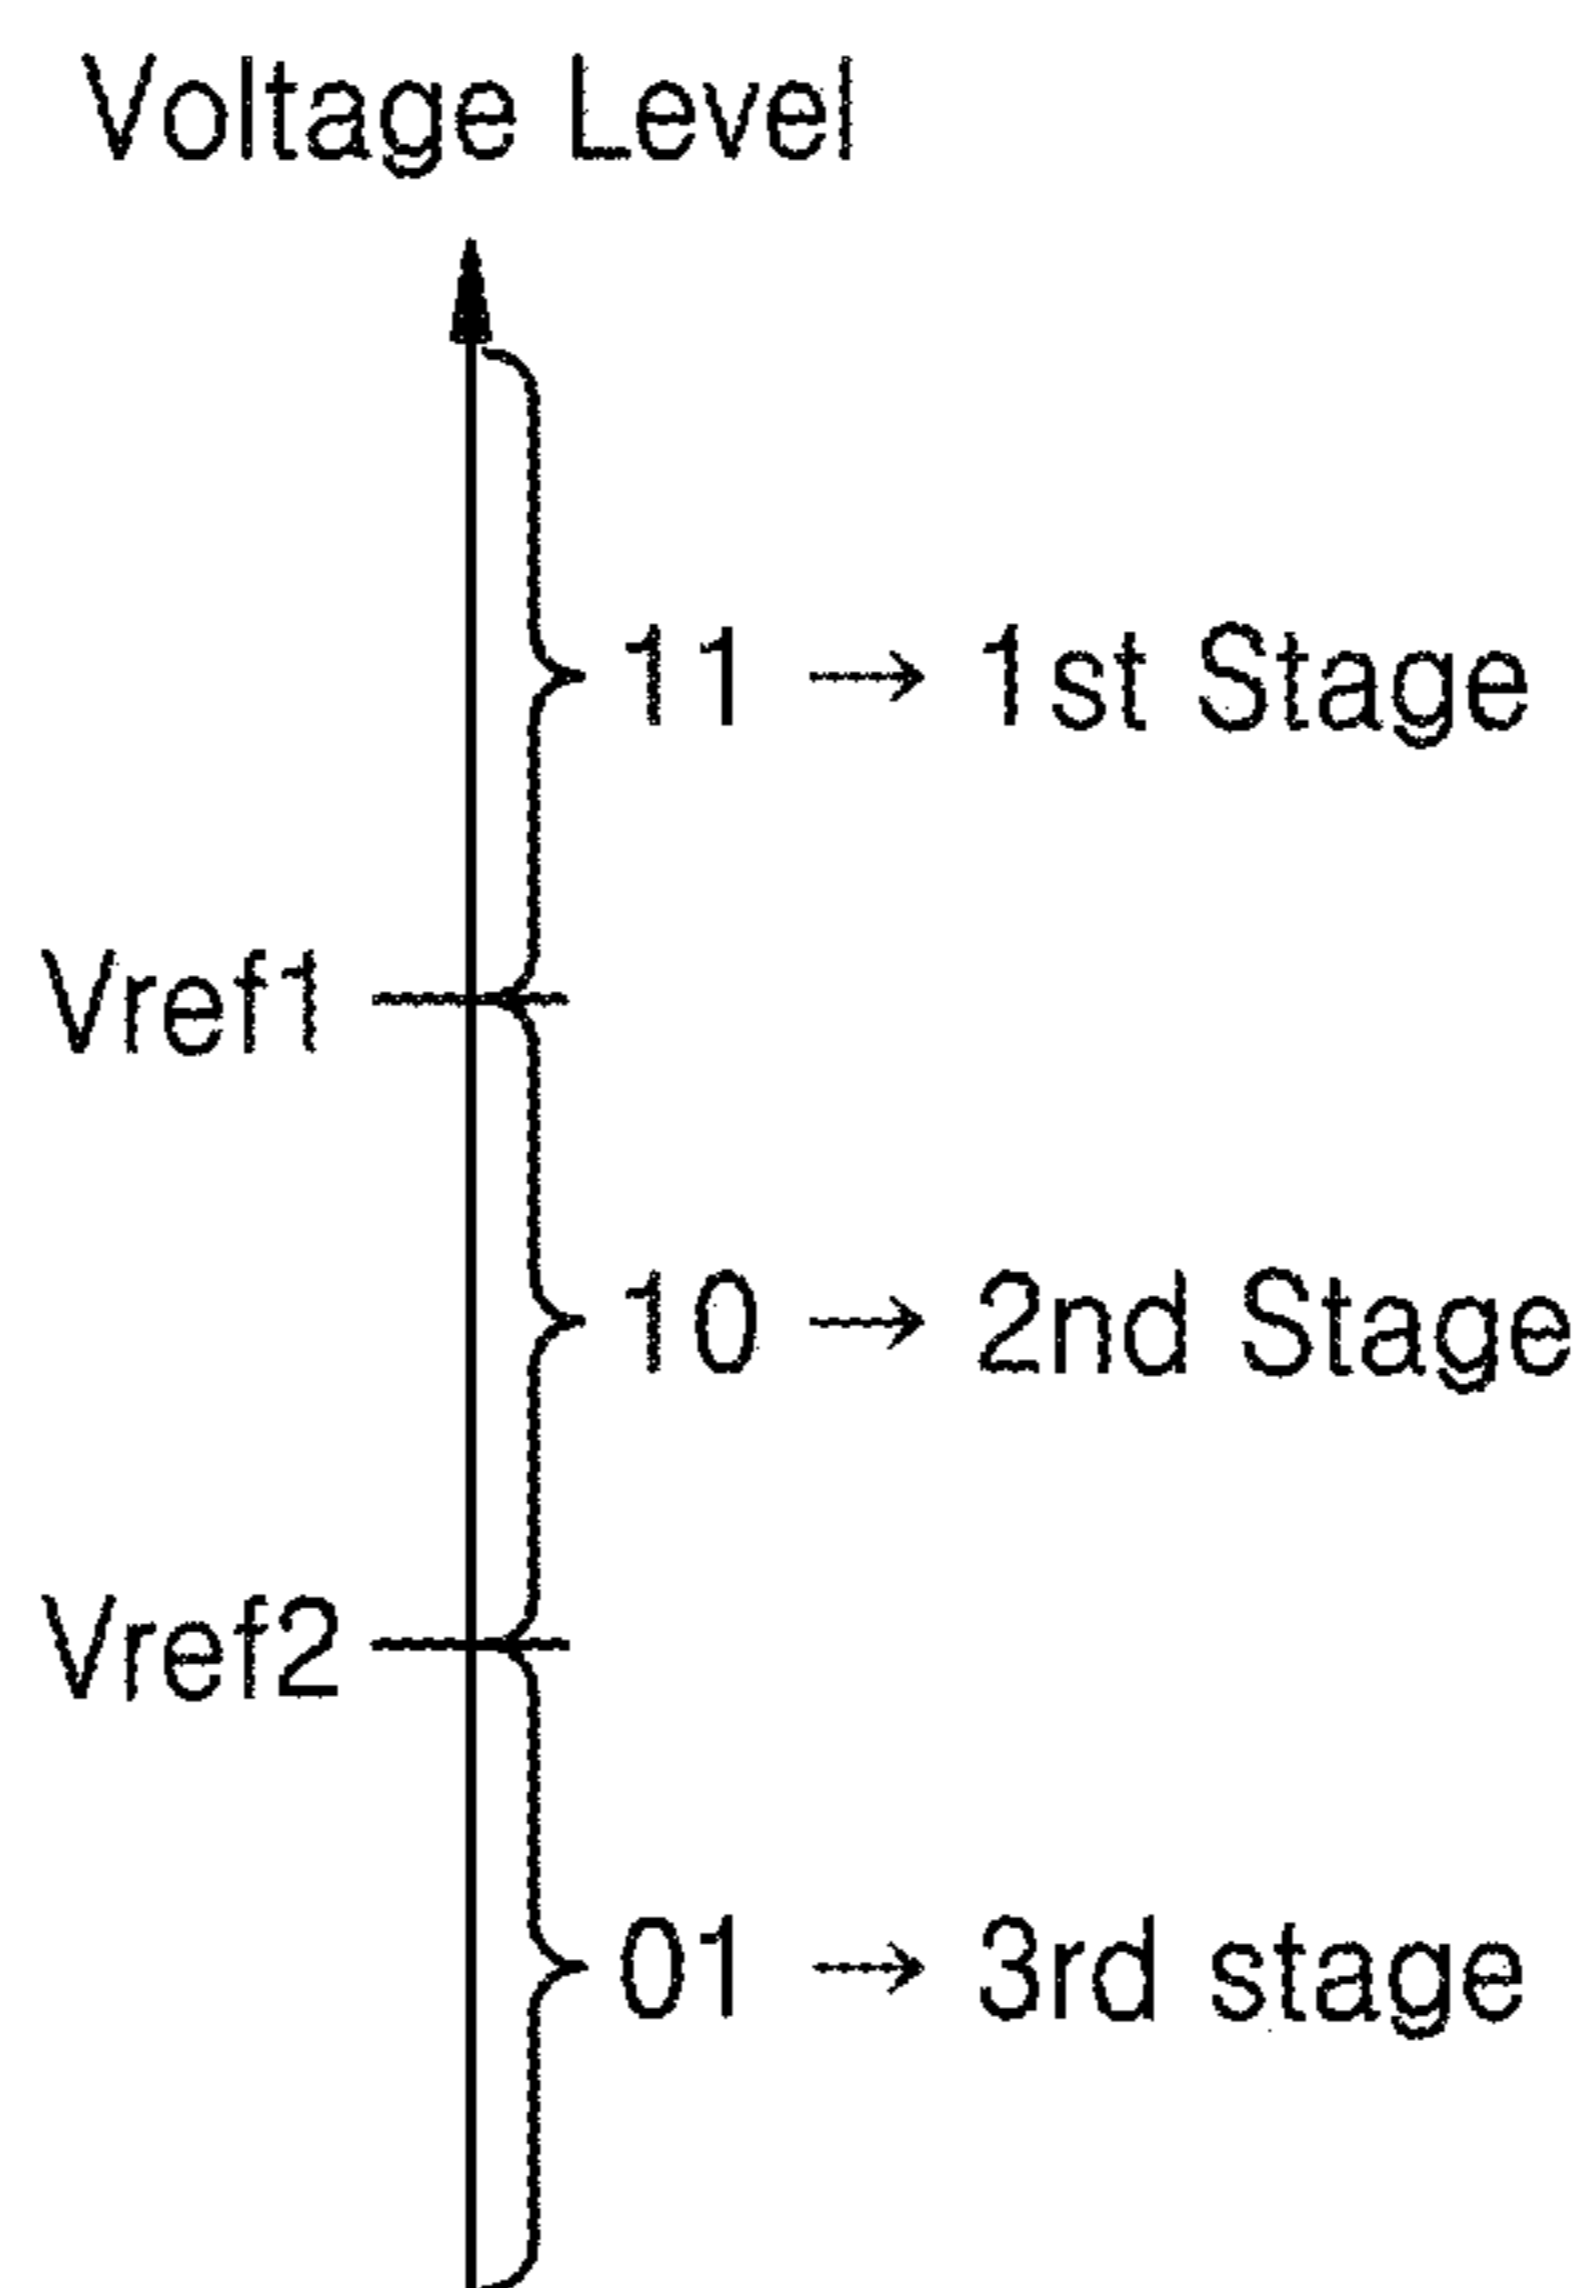 Voltage Level
11 → 1st Stage
Vref1
10 → 2nd Stage
Vref2
01 → 3rd stage